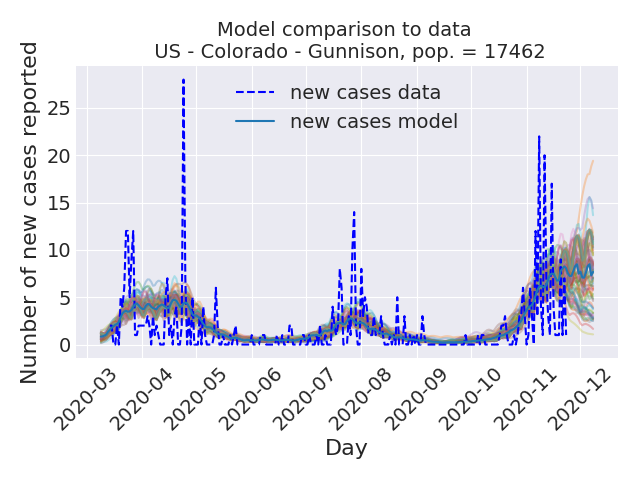 Model comparison to data
US - Colorado - Gunnison, pop. = 17462
new cases data
new cases model
Number of new cases reported
25
20
15
10
5
0
2020-03
2020-04
2020-05
2020-06
2020-07
2020-08
2020-09
2020-10
2020-11
2020-12
Day